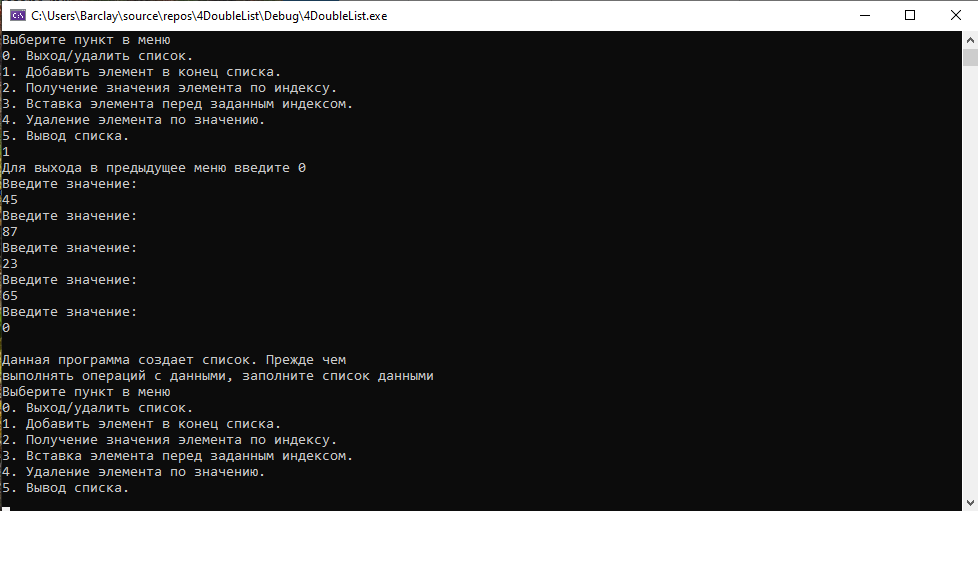 C:\Users\Barclay\source\repos\4DoubleList\Debug\4DoubleList.exe
Выберите пункт в меню
0. Выход/удалить список.
1. Добавить элемент в конец списка.
2. Получение значения элемента по индексу.
3. Вставка элемента перед заданным индексом.
4. Удаление элемента по значению.
5. Вывод списка.
1
Для выхода в предыдущее меню введите 0
Введите значение:
45
Введите значение:
87
Введите значение:
23
Введите значение:
65
Введите значение:
0
Данная программа создает список. Прежде чем
выполнять операций с данными, заполните список данными
Выберите пункт в меню
0. Выход/удалить список.
1. Добавить элемент в конец списка.
2. Получение значения элемента по индексу.
3. Вставка элемента перед заданным индексом.
4. Удаление элемента по значению.
5. Вывод списка.